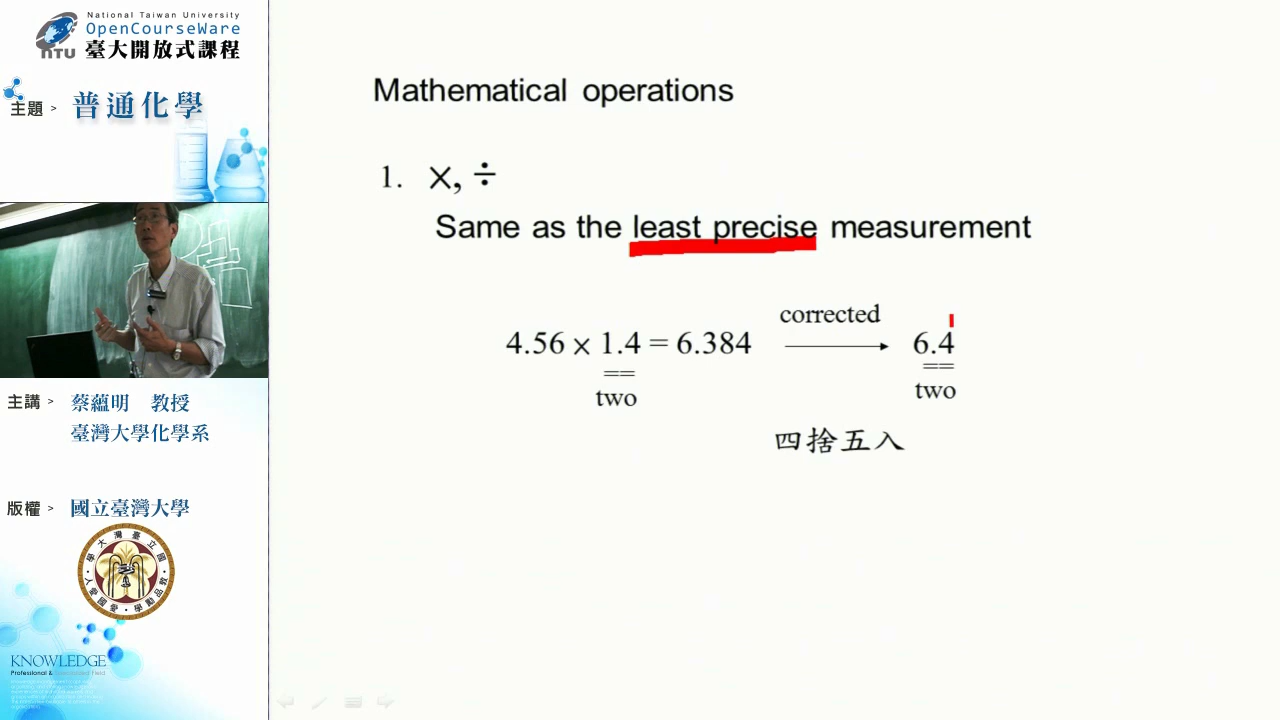 National Taiwan University
OpenCourseWare
NTU 臺大開放式課程
主題 > 普通化學
主講 > 蔡蘊明 教授
臺灣大學化學系
版權 > 國立臺灣大學
KNOWLEDGE
Mathematical operations
1. ×, ÷
Same as the least precise measurement
4.56 × 1.4 = 6.384 corrected 6.4
two two
四捨五入